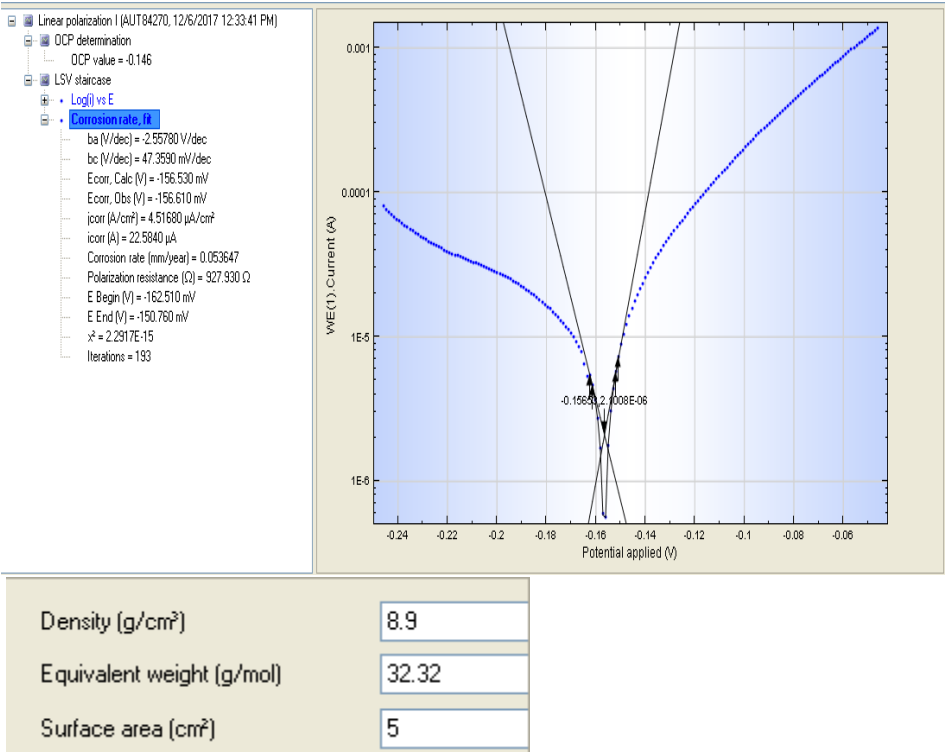 Linear polarization I (AUT84270, 12/6/2017 12:33:41 PM)
OCP determination
OCP value = -0.146
LSV staircase
Log(i) vs E
Corrosion rate, fit
ba (V/dec) = -2.55780 V/dec
bc (V/dec) = 47.3590 mV/dec
Ecorr, Calc (V) = -156.530 mV
Ecorr, Obs (V) = -156.610 mV
jcorr (A/cm²) = 4.51680 µA/cm²
icorr (A) = 22.5840 µA
Corrosion rate (mm/year) = 0.053647
Polarization resistance (Ω) = 927.930 Ω
E Begin (V) = -162.510 mV
E End (V) = -150.760 mV
χ² = 2.2917E-15
Iterations = 193
WE(1).Current (A)
0.001
0.0001
1E-5
1E-6
-0.24 -0.22 -0.2 -0.18 -0.16 -0.14 -0.12 -0.1 -0.08 -0.06
Potential applied (V)
Density (g/cm³) 8.9
Equivalent weight (g/mol) 32.32
Surface area (cm²) 5